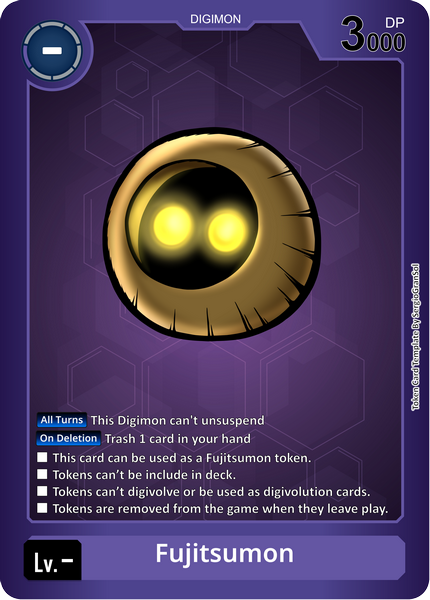 DIGIMON
-
DP
3000
Token Card Template By SergioGranSol
All Turns This Digimon can't unsuspend
On Deletion Trash 1 card in your hand
■ This card can be used as a Fujitsumon token.
■ Tokens can't be include in deck.
■ Tokens can't digivolve or be used as digivolution cards.
■ Tokens are removed from the game when they leave play.
Lv.-
Fujitsumon